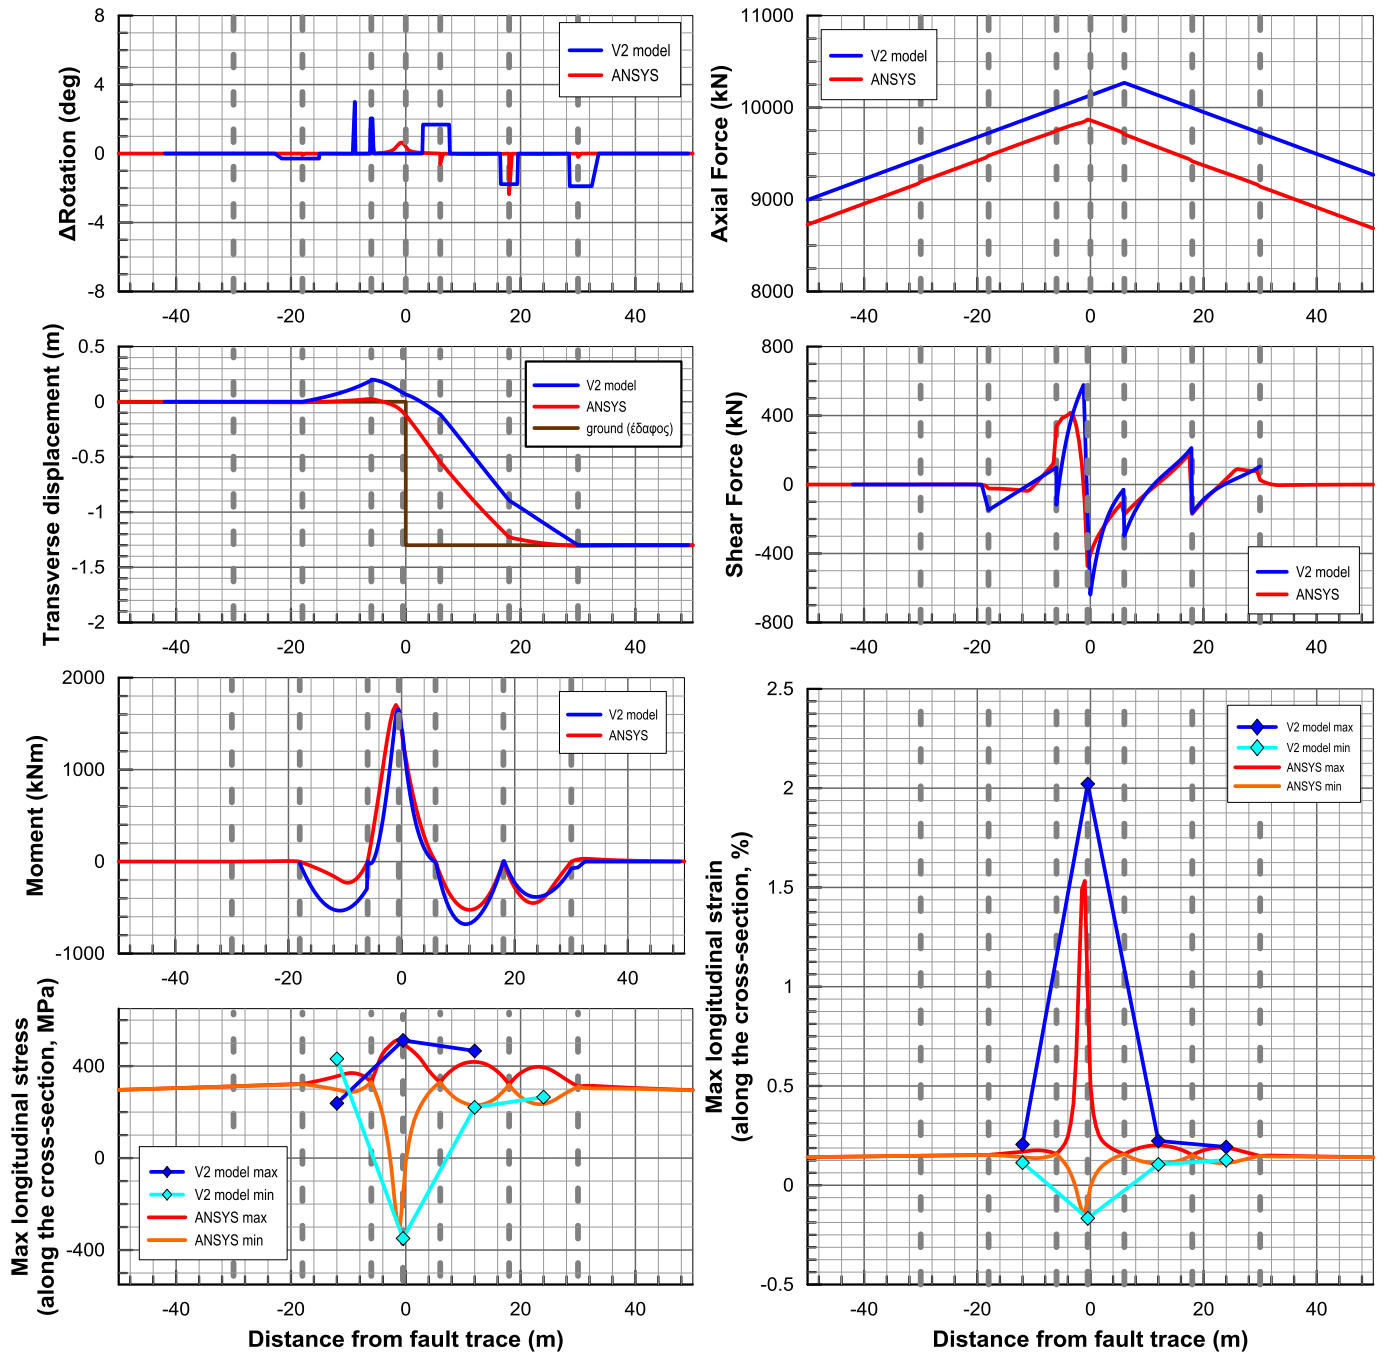 ΔRotation (deg)
8
4
0
-4
-8
-40
-20
0
20
40
V2 model
ANSYS
Axial Force (kN)
11000
10000
9000
8000
-40
-20
0
20
40
V2 model
ANSYS
Transverse displacement (m)
0.5
0
-0.5
-1
-1.5
-2
-40
-20
0
20
40
V2 model
ANSYS
ground (έδαφος)
Shear Force (kN)
800
400
0
-400
-800
-40
-20
0
20
40
V2 model
ANSYS
Moment (kNm)
2000
1000
0
-1000
-40
-20
0
20
40
V2 model
ANSYS
Max longitudinal stress
(along the cross-section, MPa)
400
0
-400
-40
-20
0
20
40
V2 model max
V2 model min
ANSYS max
ANSYS min
Distance from fault trace (m)
Max longitudinal strain
(along the cross-section, %)
2.5
2
1.5
1
0.5
0
-0.5
-40
-20
0
20
40
V2 model max
V2 model min
ANSYS max
ANSYS min
Distance from fault trace (m)